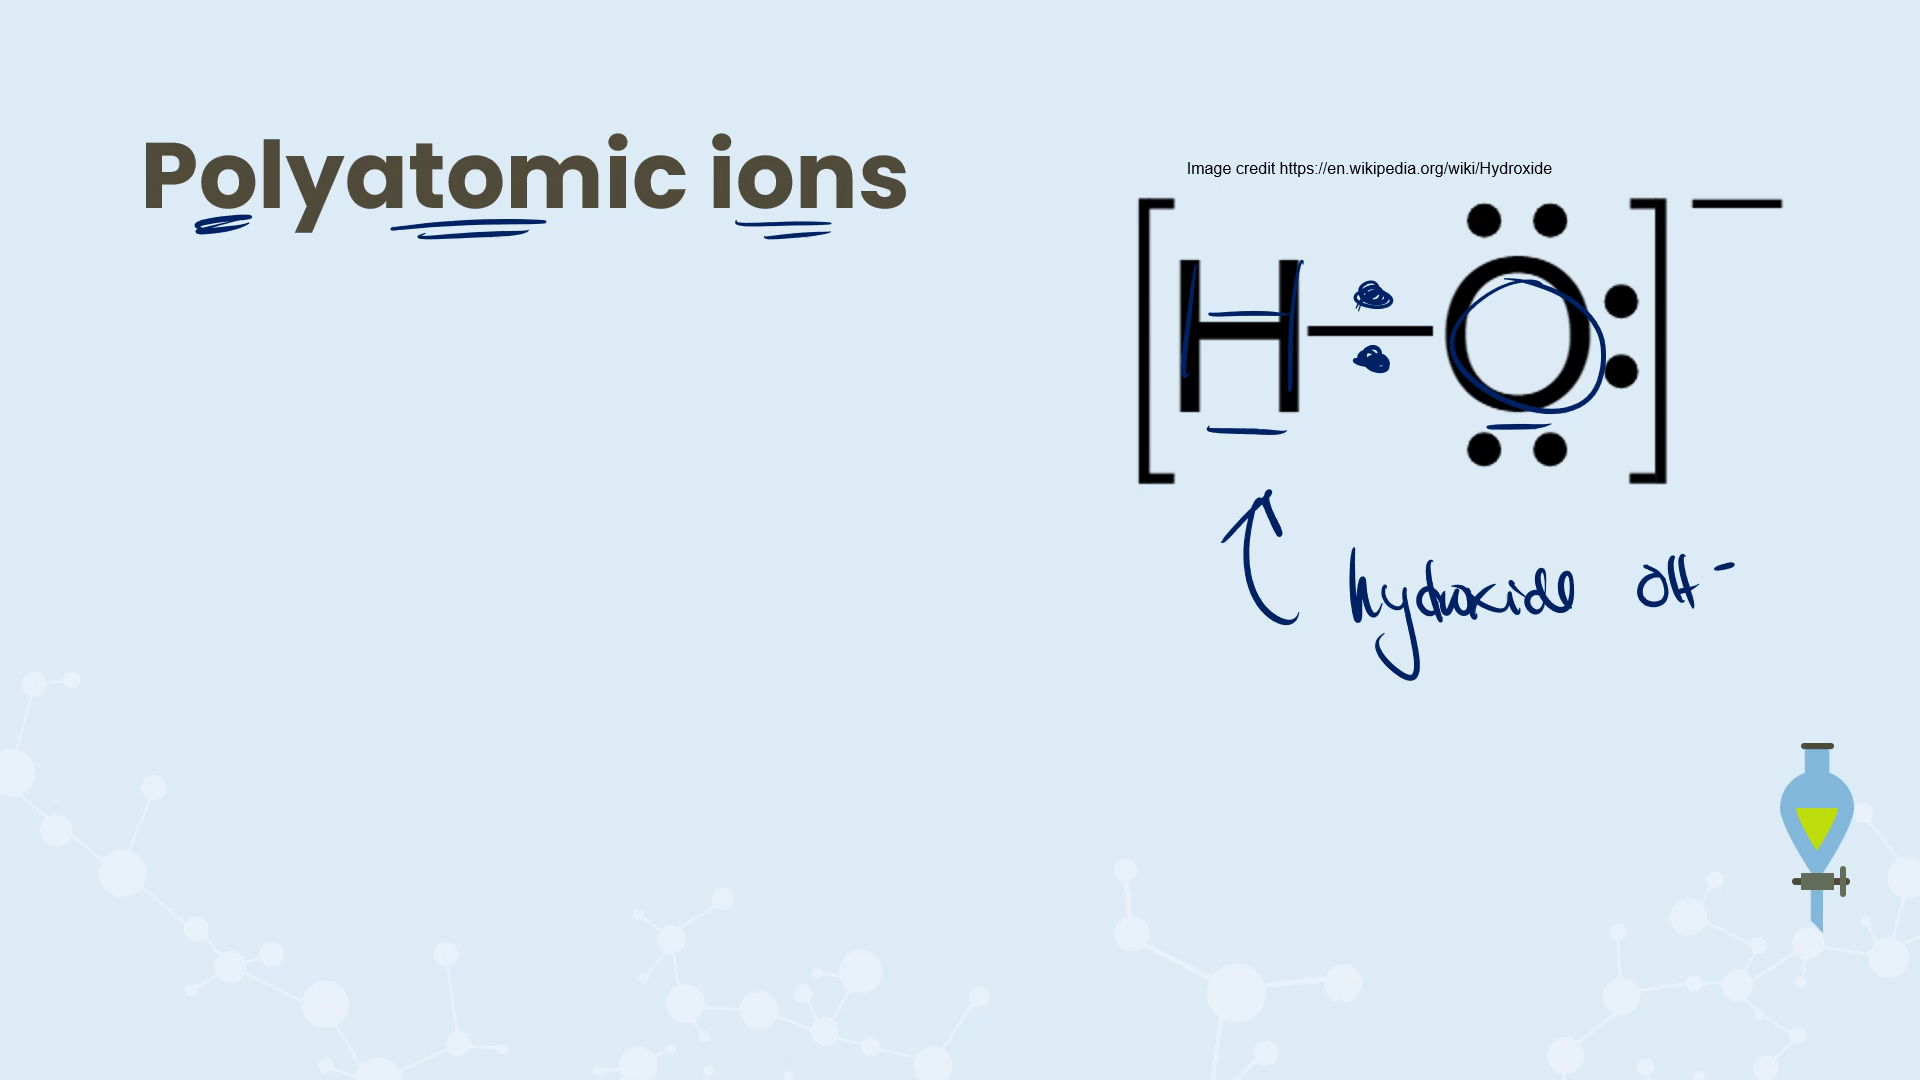 Polyatomic ions
Image credit https://en.wikipedia.org/wiki/Hydroxide
[H—O]—
hydroxide OH-